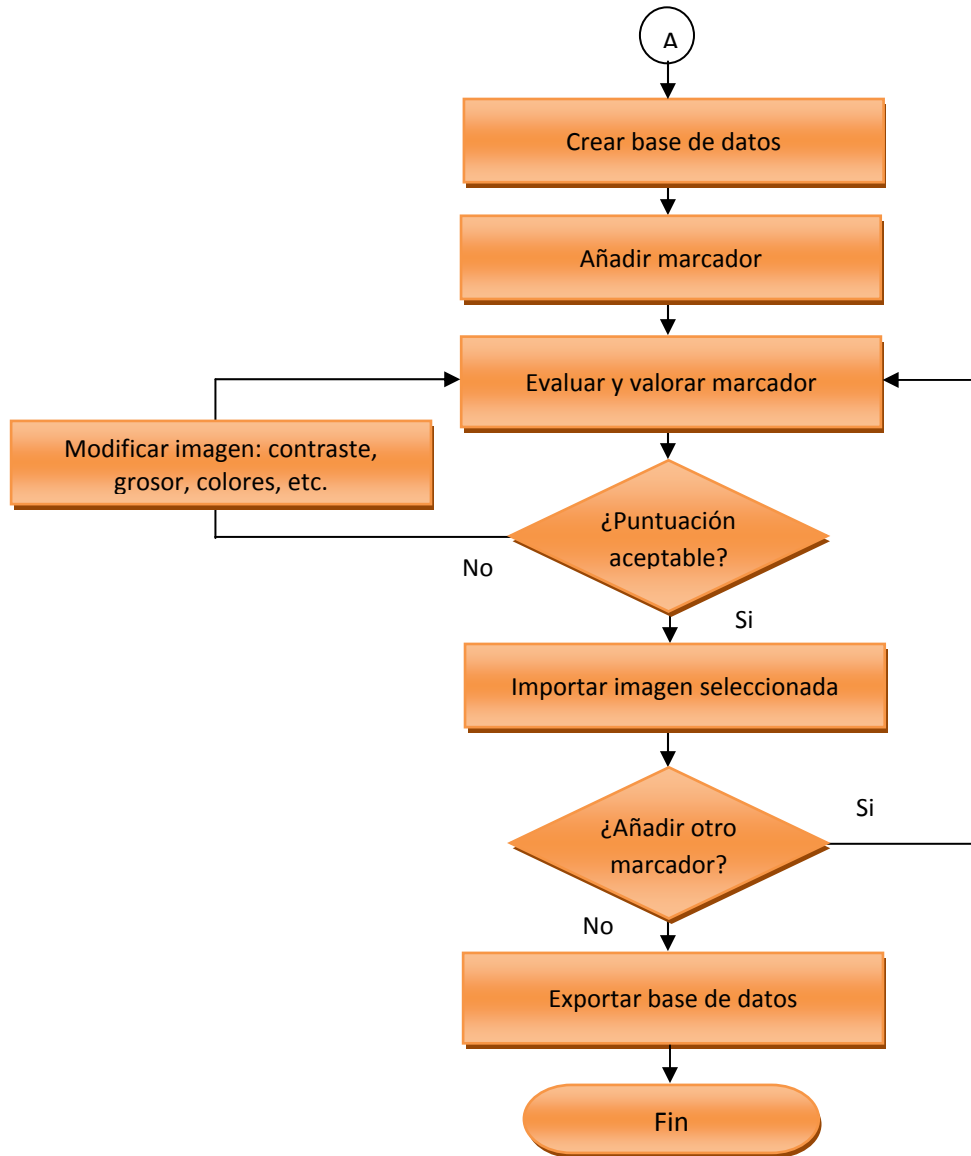 A
Crear base de datos
Añadir marcador
Evaluar y valorar marcador
Modificar imagen: contraste,
grosor, colores, etc.
¿Puntuación
aceptable?
No
Si
Importar imagen seleccionada
¿Añadir otro
marcador?
Si
No
Exportar base de datos
Fin